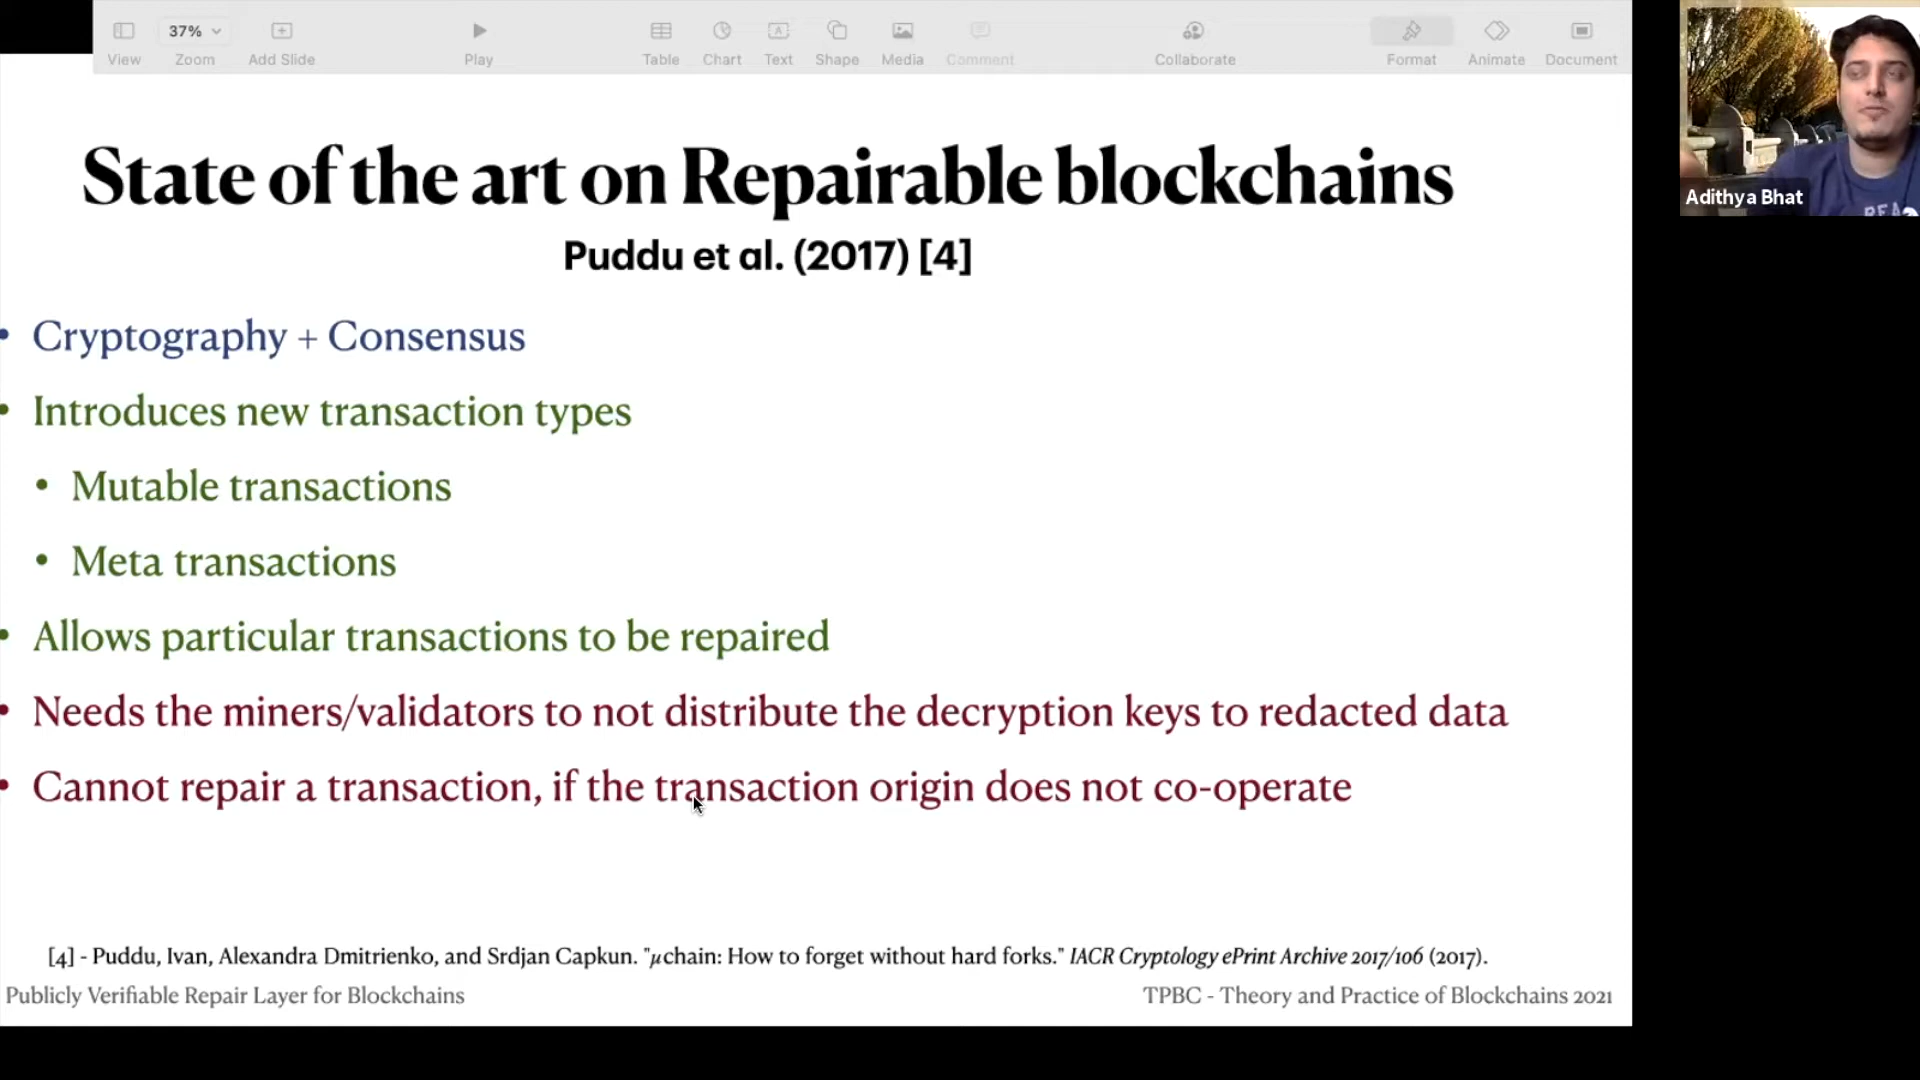 View
37%
Zoom
Add Slide
Play
Table
Chart
Text
Shape
Media
Comment
Collaborate
Format
Animate
Document
Adithya Bhat
State of the art on Repairable blockchains
Puddu et al. (2017) [4]
• Cryptography + Consensus
• Introduces new transaction types
• Mutable transactions
• Meta transactions
• Allows particular transactions to be repaired
• Needs the miners/validators to not distribute the decryption keys to redacted data
• Cannot repair a transaction, if the transaction origin does not co-operate
[4] - Puddu, Ivan, Alexandra Dmitrienko, and Srdjan Capkun. "μchain: How to forget without hard forks." IACR Cryptology ePrint Archive 2017/106 (2017).
Publicly Verifiable Repair Layer for Blockchains
TPBC - Theory and Practice of Blockchains 2021